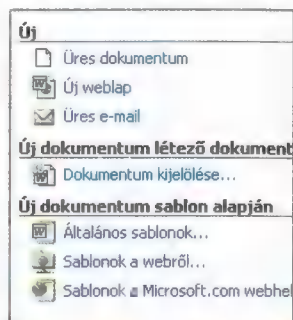 Új
Üres dokumentum
Új weblap
Üres e-mail
Új dokumentum létező dokument
Dokumentum kijelölése...
Új dokumentum sablon alapján
Általános sablonok...
Sablonok a webről...
Sablonok a Microsoft.com webhel